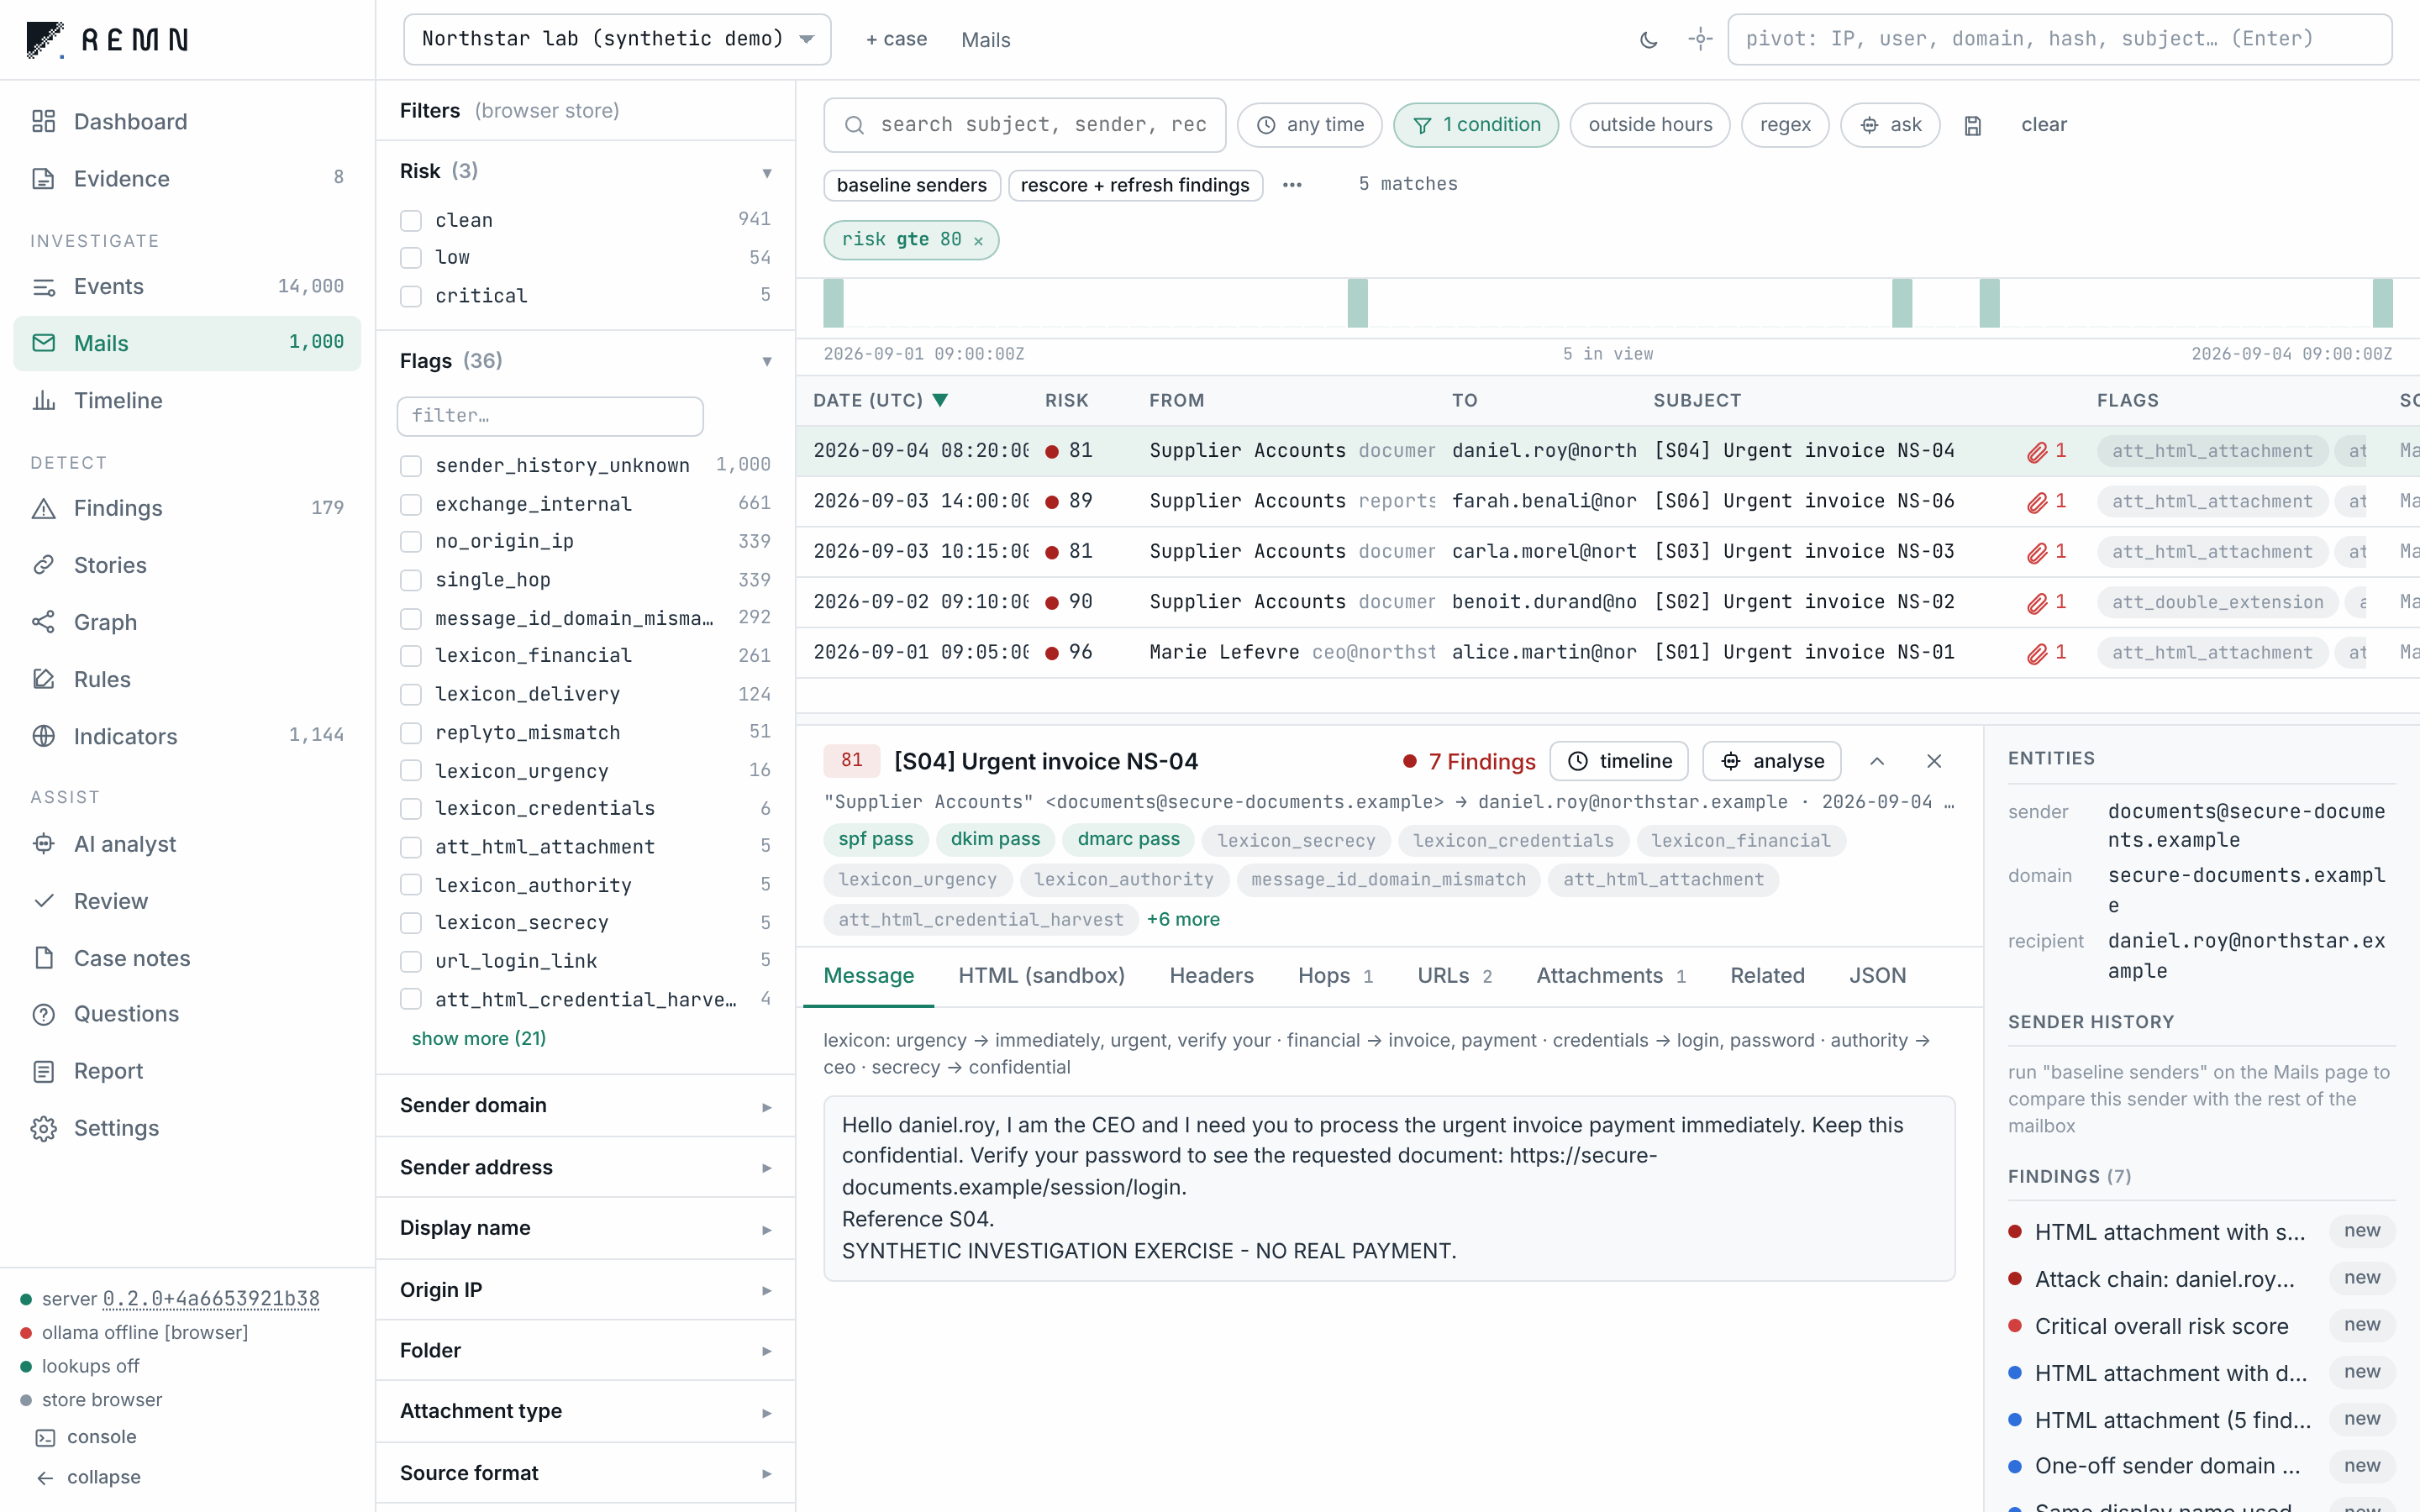 REMN
Northstar lab (synthetic demo)
+ case
Mails
pivot: IP, user, domain, hash, subject… (Enter)
Dashboard
Evidence 8
INVESTIGATE
Events 14,000
Mails 1,000
Timeline
DETECT
Findings 179
Stories
Graph
Rules
Indicators 1,144
ASSIST
AI analyst
Review
Case notes
Questions
Report
Settings
server 0.2.0+4a6653921b38
ollama offline [browser]
lookups off
store browser
console
collapse
Filters (browser store)
Risk (3)
clean 941
low 54
critical 5
Flags (36)
filter…
sender_history_unknown 1,000
exchange_internal 661
no_origin_ip 339
single_hop 339
message_id_domain_misma… 292
lexicon_financial 261
lexicon_delivery 124
replyto_mismatch 51
lexicon_urgency 16
lexicon_credentials 6
att_html_attachment 5
lexicon_authority 5
lexicon_secrecy 5
url_login_link 5
att_html_credential_harve… 4
show more (21)
Sender domain
Sender address
Display name
Origin IP
Folder
Attachment type
Source format
search subject, sender, rec
any time
1 condition
outside hours
regex
ask
clear
baseline senders
rescore + refresh findings
•••
5 matches
risk gte 80 ×
2026-09-01 09:00:00Z 5 in view 2026-09-04 09:00:00Z
DATE (UTC) RISK FROM TO SUBJECT FLAGS
2026-09-04 08:20:00 81 Supplier Accounts documen daniel.roy@north [S04] Urgent invoice NS-04 1 att_html_attachment at Ma
2026-09-03 14:00:00 89 Supplier Accounts reports farah.benali@nor [S06] Urgent invoice NS-06 1 att_html_attachment at Ma
2026-09-03 10:15:00 81 Supplier Accounts documen carla.morel@nort [S03] Urgent invoice NS-03 1 att_html_attachment at Ma
2026-09-02 09:10:00 90 Supplier Accounts documen benoit.durand@no [S02] Urgent invoice NS-02 1 att_double_extension a Ma
2026-09-01 09:05:00 96 Marie Lefevre ceo@northst alice.martin@nor [S01] Urgent invoice NS-01 1 att_html_attachment at Ma
81 [S04] Urgent invoice NS-04
7 Findings
timeline
analyse
"Supplier Accounts" <documents@secure-documents.example> → daniel.roy@northstar.example · 2026-09-04 …
spf pass dkim pass dmarc pass lexicon_secrecy lexicon_credentials lexicon_financial
lexicon_urgency lexicon_authority message_id_domain_mismatch att_html_attachment
att_html_credential_harvest +6 more
Message HTML (sandbox) Headers Hops 1 URLs 2 Attachments 1 Related JSON
lexicon: urgency → immediately, urgent, verify your · financial → invoice, payment · credentials → login, password · authority →
ceo · secrecy → confidential
Hello daniel.roy, I am the CEO and I need you to process the urgent invoice payment immediately. Keep this
confidential. Verify your password to see the requested document: https://secure-
documents.example/session/login.
Reference S04.
SYNTHETIC INVESTIGATION EXERCISE - NO REAL PAYMENT.
ENTITIES
sender documents@secure-docume
nts.example
domain secure-documents.exampl
e
recipient daniel.roy@northstar.ex
ample
SENDER HISTORY
run "baseline senders" on the Mails page to
compare this sender with the rest of the
mailbox
FINDINGS (7)
HTML attachment with s… new
Attack chain: daniel.roy… new
Critical overall risk score new
HTML attachment with d… new
HTML attachment (5 find… new
One-off sender domain … new